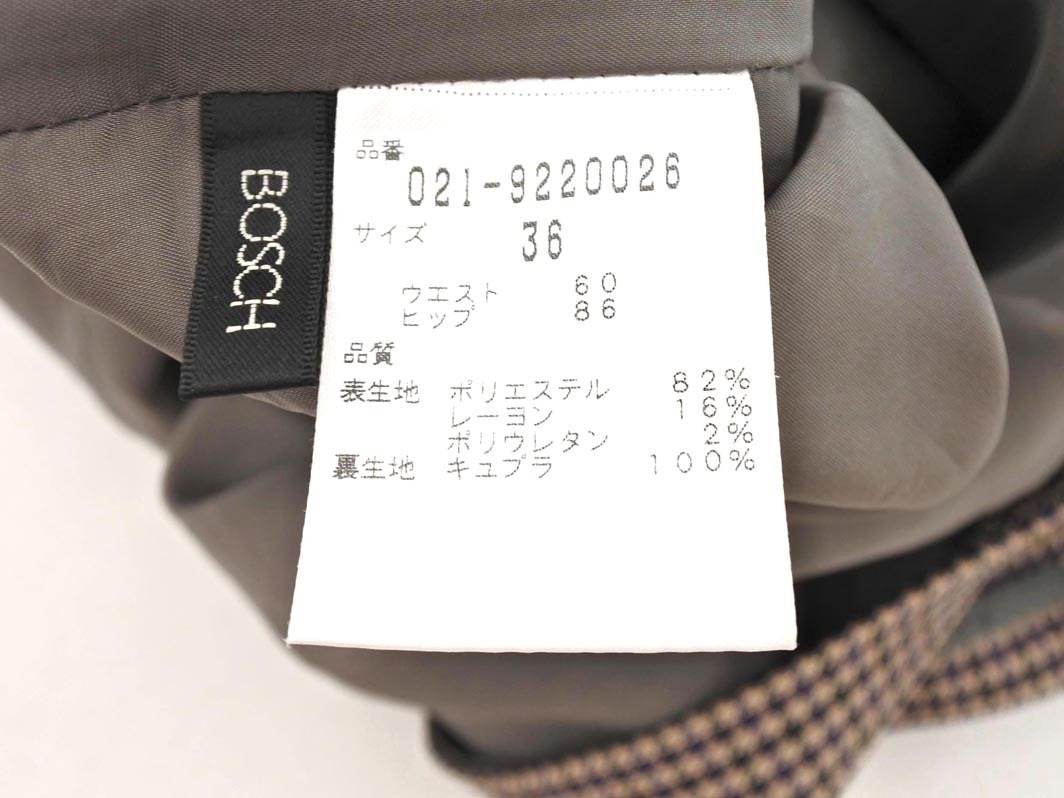 BOSCH
品番
021-9220026
サイズ 36
ウエスト 60
ヒップ 86
品質
表生地 ポリエステル 82%
レーヨン 16%
ポリウレタン 2%
裏生地 キュプラ 100%